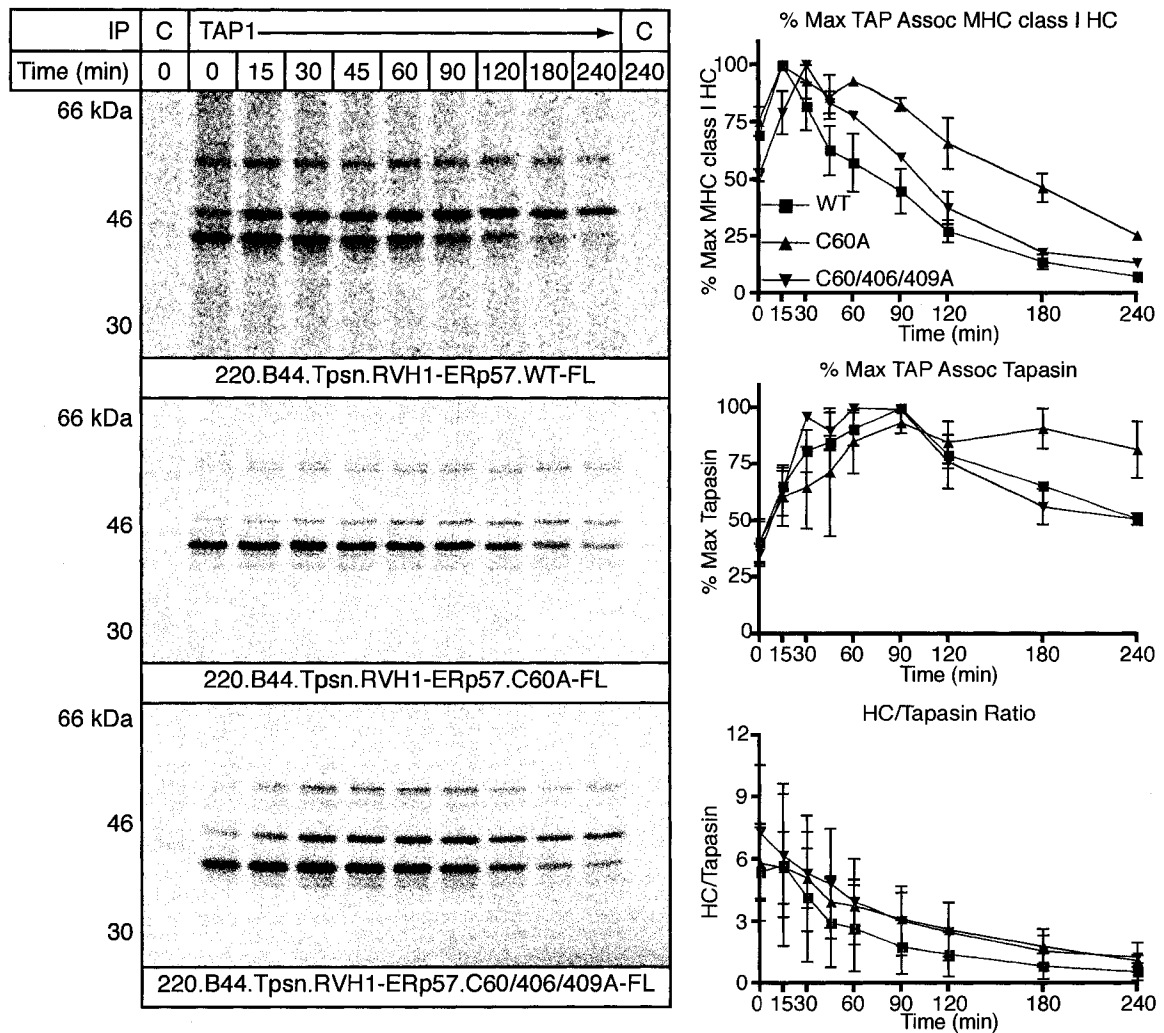 IP C TAP1 C
Time (min) 0 0 15 30 45 60 90 120 180 240 240
66 kDa
46
30
220.B44.Tpsn.RVH1-ERp57.WT-FL
66 kDa
46
30
220.B44.Tpsn.RVH1-ERp57.C60A-FL
66 kDa
46
30
220.B44.Tpsn.RVH1-ERp57.C60/406/409A-FL
% Max TAP Assoc MHC class I HC
% Max MHC class I HC
100
75
50
25
0
WT
C60A
C60/406/409A
0 15 30 60 90 120 180 240
Time (min)
% Max TAP Assoc Tapasin
% Max Tapasin
100
75
50
25
0
0 15 30 60 90 120 180 240
Time (min)
HC/Tapasin Ratio
HC/Tapasin
12
9
6
3
0
0 15 30 60 90 120 180 240
Time (min)